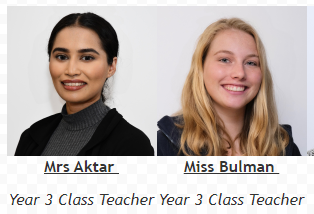 Mrs Aktar Miss Bulman
Year 3 Class Teacher Year 3 Class Teacher